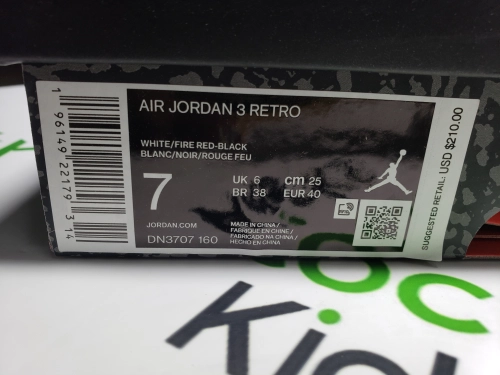 AIR JORDAN 3 RETRO
WHITE/FIRE RED-BLACK
BLANC/NOIR/ROUGE FEU
7
UK 6 cm 25
BR 38 EUR 40
JORDAN.COM
DN3707 160
MADE IN CHINA /
FABRIQUE EN CHINE /
FABRICADO NA CHINA /
HECHO EN CHINA
SUGGESTED RETAIL: USD $210.00
1 96149 22179 3 14
oc
Kick